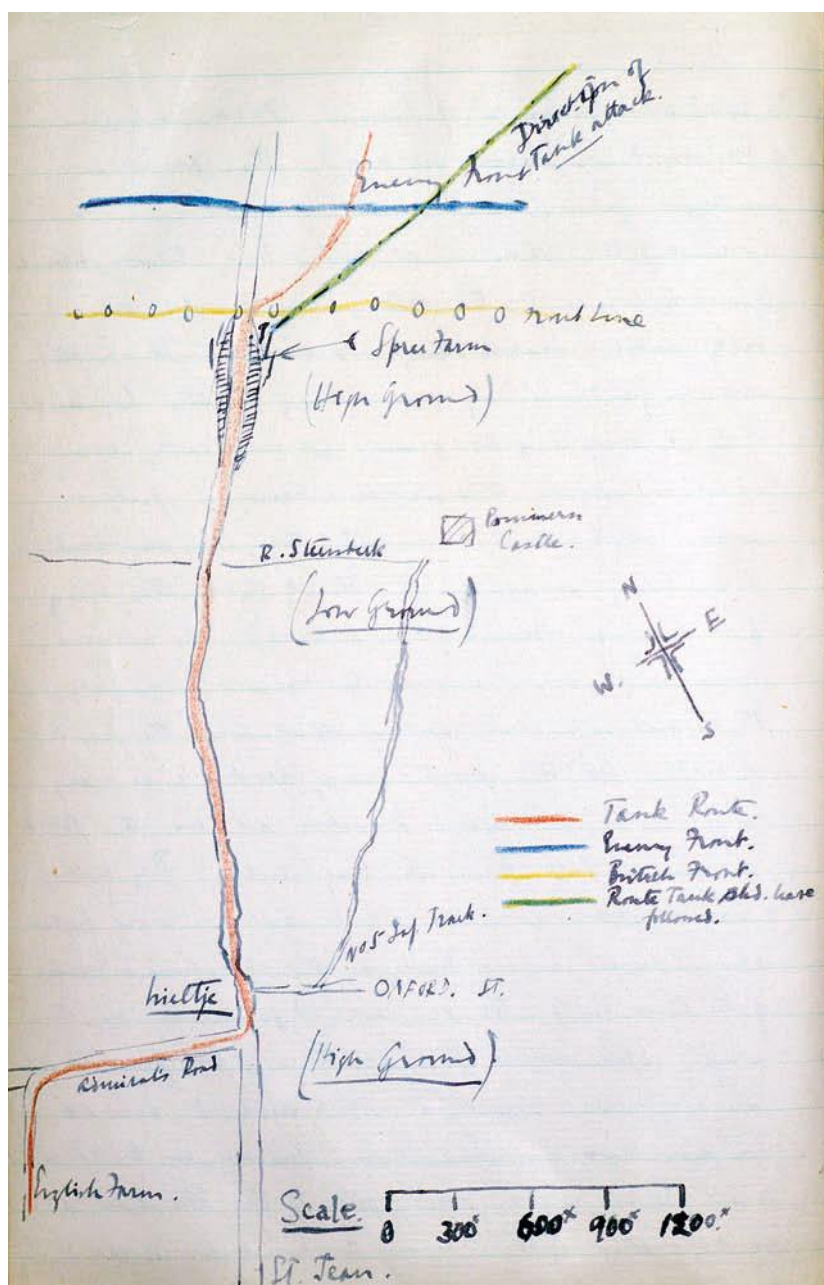 Direction of
Tank attack.
Enemy Front
Front Line
Spree Farm
(High Ground)
Pommern
Castle.
R. Steenbeck
(Low Ground)
N
E
W.
S
Tank Route.
Enemy Front.
British Front.
Route Tank shd. have
followed.
No 5 Inf Track.
OXFORD. ST.
Wieltje
(High Ground)
Admirals Road
English Farm.
Scale.
0 300x 600x 900x 1200.x
St. Jean.